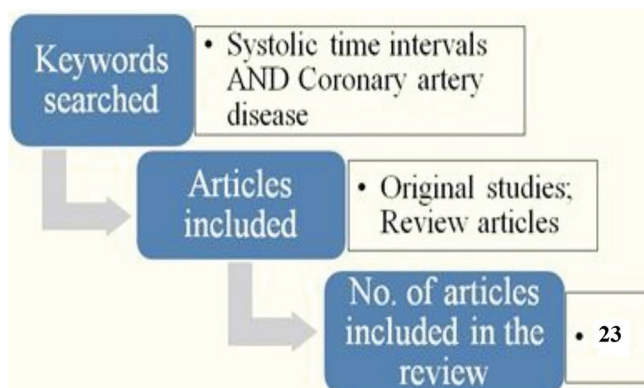 Keywords
searched
• Systolic time intervals
AND Coronary artery
disease
Articles
included
• Original studies;
Review articles
No. of articles
included in the
review
• 23